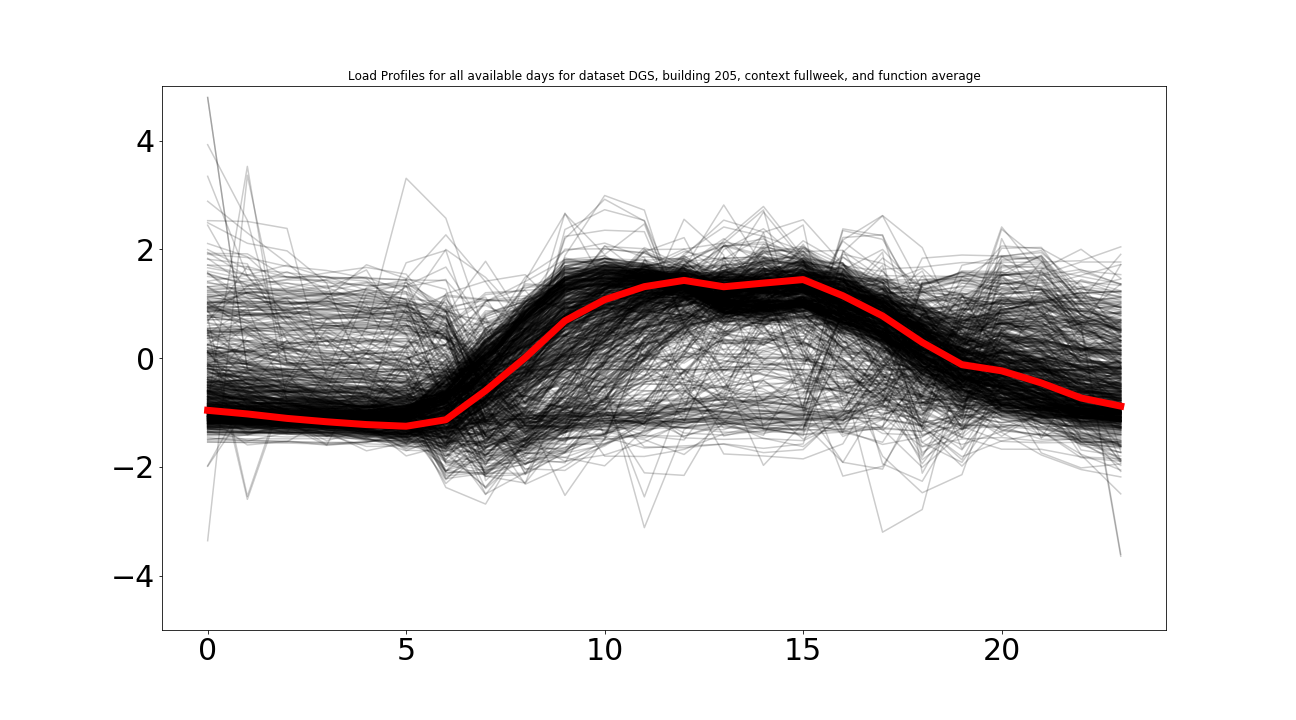 Load Profiles for all available days for dataset DGS, building 205, context fullweek, and function average
4
2
0
−2
−4
0 5 10 15 20